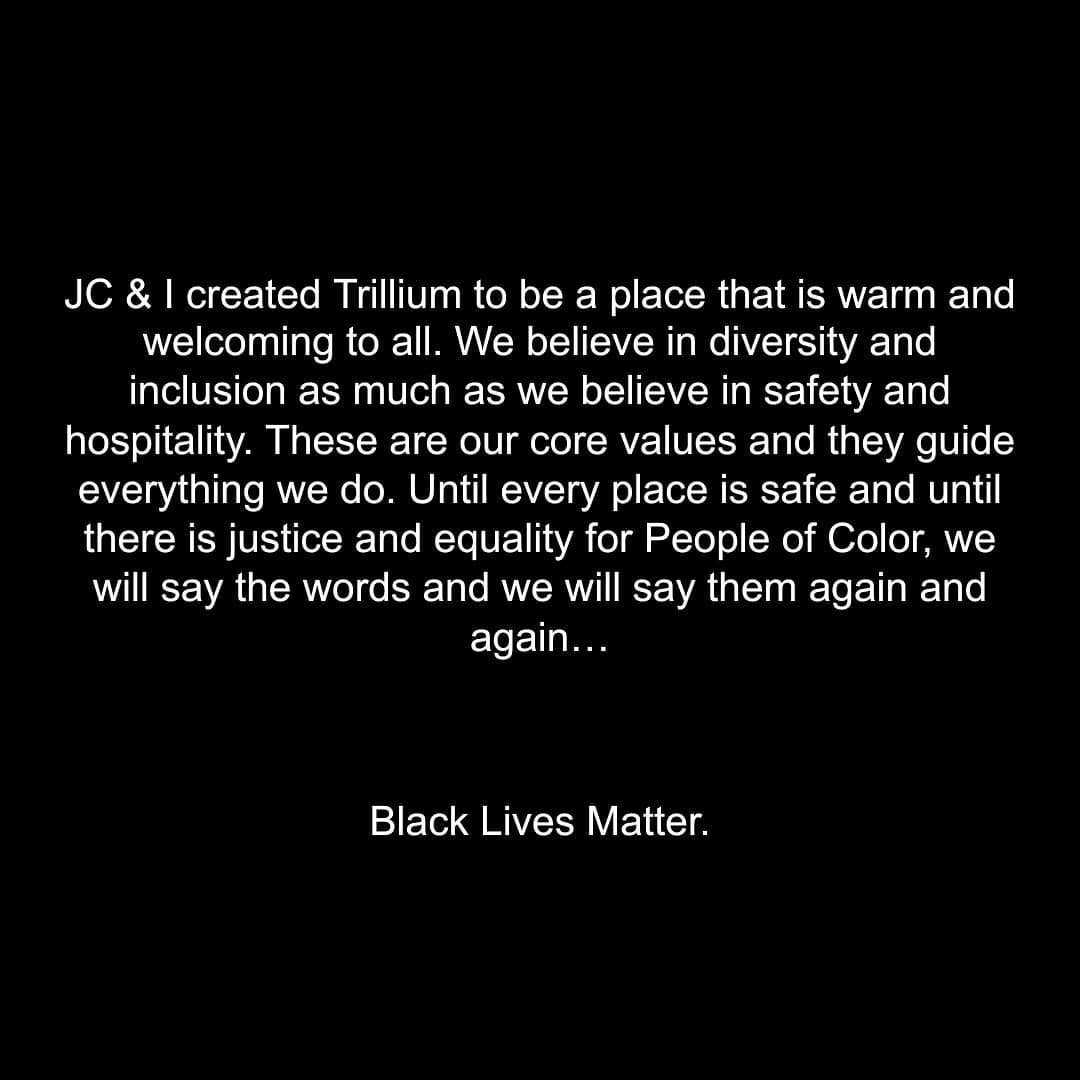 JC & I created Trillium to be a place that is warm and
welcoming to all. We believe in diversity and
inclusion as much as we believe in safety and
hospitality. These are our core values and they guide
everything we do. Until every place is safe and until
there is justice and equality for People of Color, we
will say the words and we will say them again and
again…
Black Lives Matter.